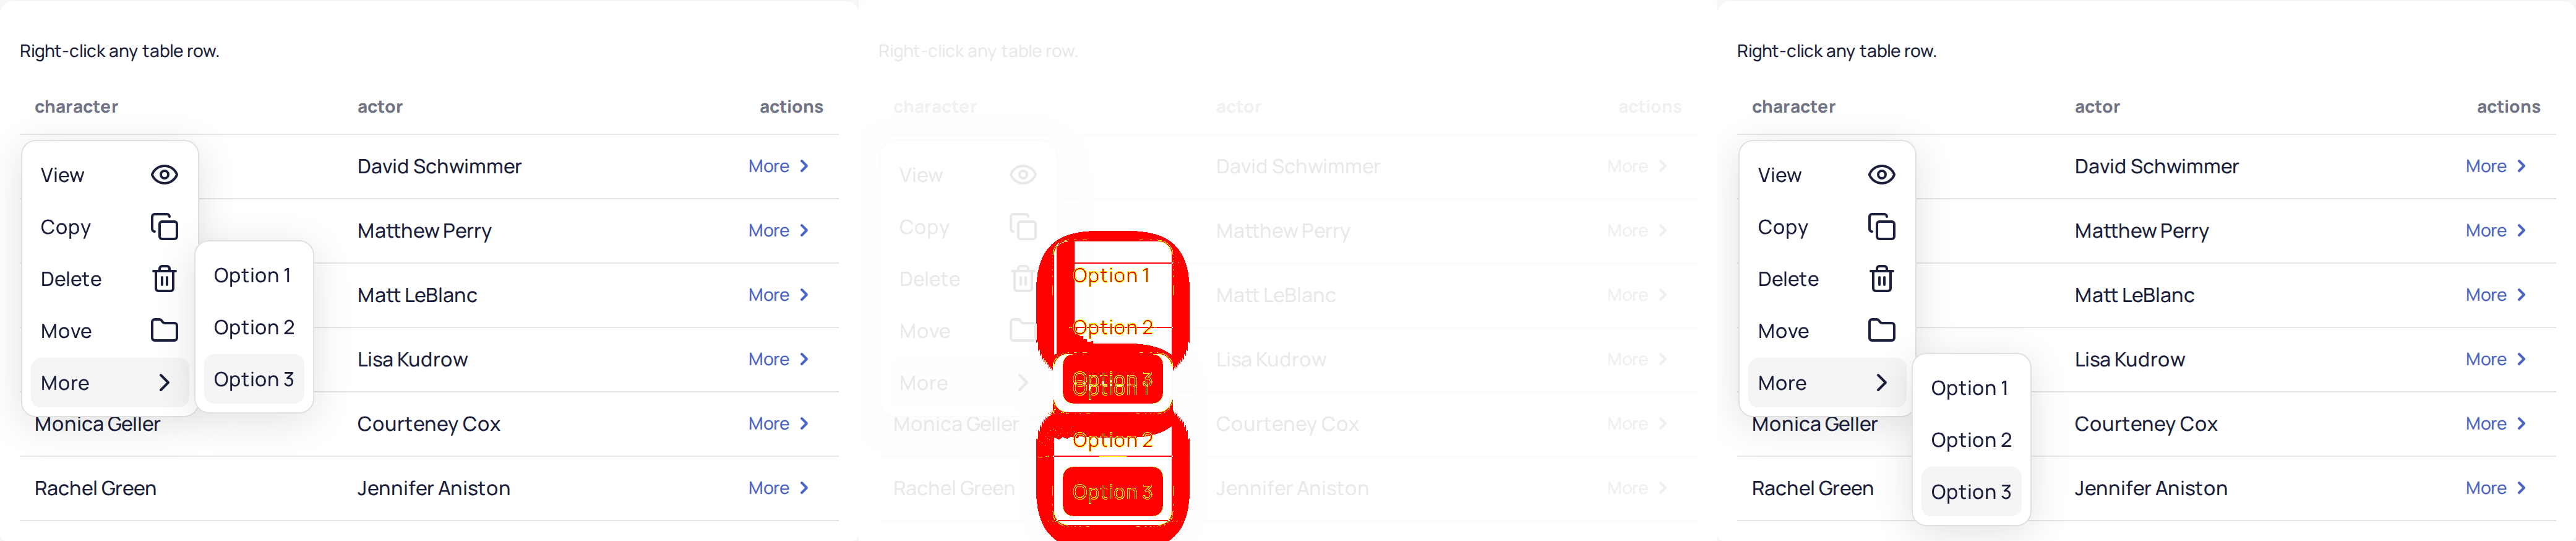 Right-click any table row.
character actor actions
View David Schwimmer More
Copy Matthew Perry More
Delete Option 1 Matt LeBlanc More
Move Option 2 Lisa Kudrow More
More Option 3
Monica Geller Courteney Cox More
Rachel Green Jennifer Aniston More
Right-click any table row.
character actor actions
View David Schwimmer More
Copy Matthew Perry More
Delete Option 1 Matt LeBlanc More
Move Option 2 Lisa Kudrow More
More Option 3 Option 1
Monica Geller Option 2 Courteney Cox More
Rachel Green Option 3 Jennifer Aniston More
Right-click any table row.
character actor actions
View David Schwimmer More
Copy Matthew Perry More
Delete Matt LeBlanc More
Move Lisa Kudrow More
More Option 1
Monica Geller Option 2 Courteney Cox More
Rachel Green Option 3 Jennifer Aniston More